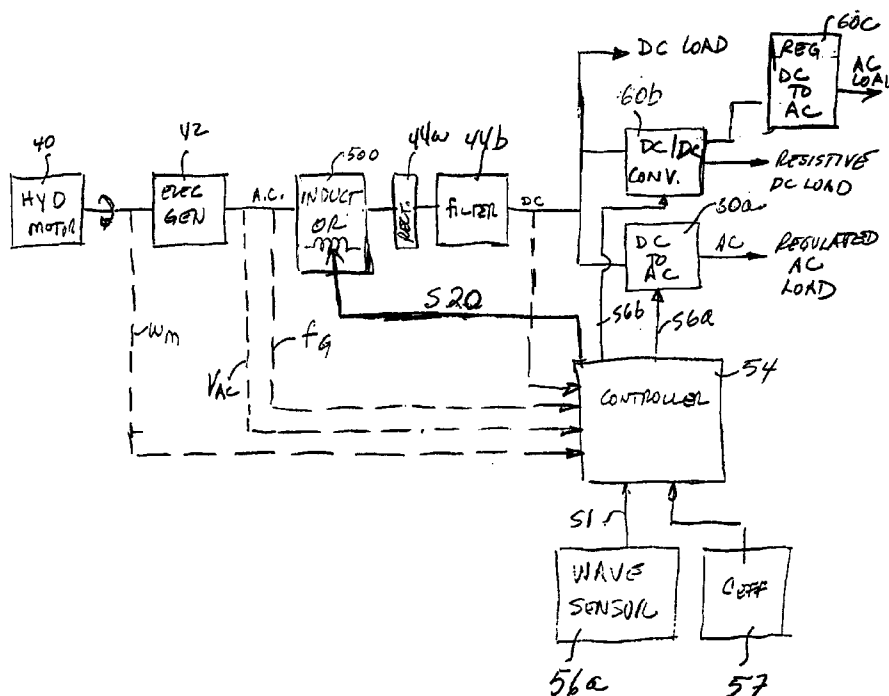 60c
REG
DC
TO
AC
AC
LOAD
DC LOAD
60b
DC/DC
CONV.
RESISTIVE
DC LOAD
40
HYD
MOTOR
42
ELEC
GEN
A.C.
500
INDUCT
OR
44a
RECT.
44b
FILTER
DC
50a
DC
TO
AC
AC
REGULATED
AC
LOAD
520
56b
56a
ωm
VAC
fG
54
CONTROLLER
51
WAVE
SENSOR
56a
CEFF
57